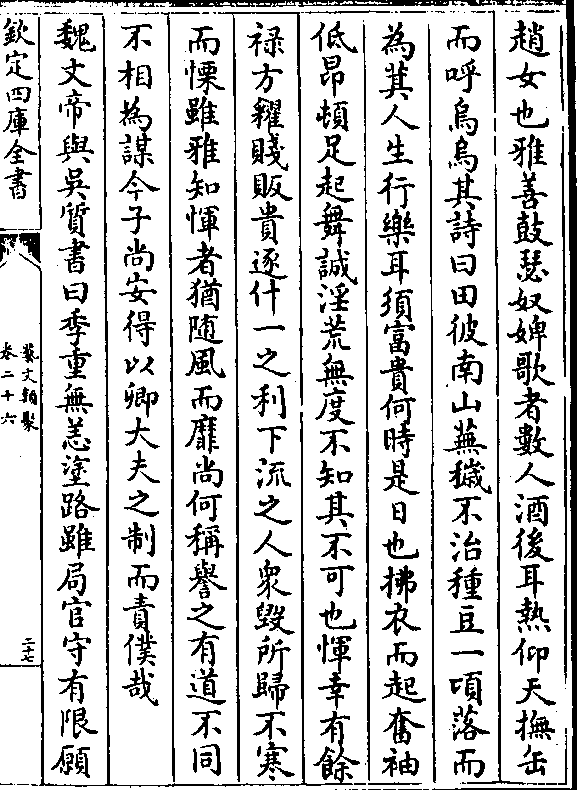 趙女也雅善鼓瑟奴婢歌者數人酒後耳熱仰天撫缶
而呼烏烏其詩曰田彼南山蕪穢不治種豆一頃落而
為萁人生行樂耳須富貴何時是日也拂衣而起奮袖
低昂頓足起舞誠淫荒無度不知其不可也惲幸有餘
禄方糴賤販貴逐什一之利下流之人衆毀所歸不寒
而慄雖雅知惲者猶随風而靡尚何稱譽之有道不同
不相為謀今子尚安得以卿大夫之制而責僕哉
魏文帝與吳質書曰季重無恙塗路雖局官守有限願
欽定四庫全書
藝文類聚
卷二十六
二十七